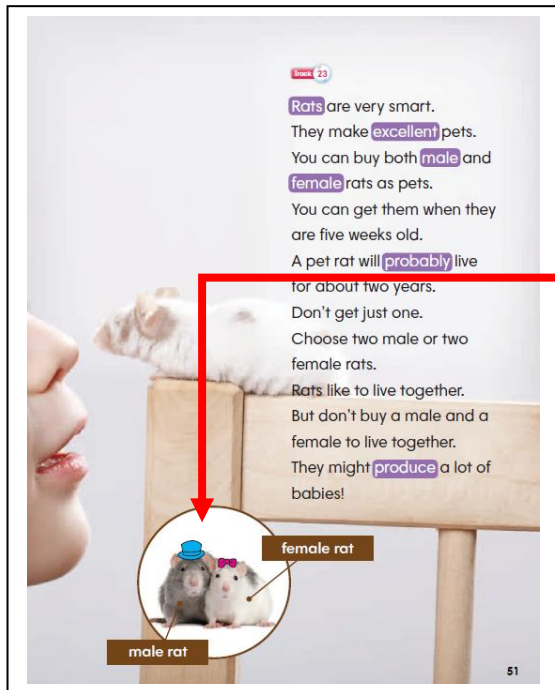 Track 23
Rats are very smart.
They make excellent pets.
You can buy both male and
female rats as pets.
You can get them when they
are five weeks old.
A pet rat will probably live
for about two years.
Don't get just one.
Choose two male or two
female rats.
Rats like to live together.
But don't buy a male and a
female to live together.
They might produce a lot of
babies!
female rat
male rat
51